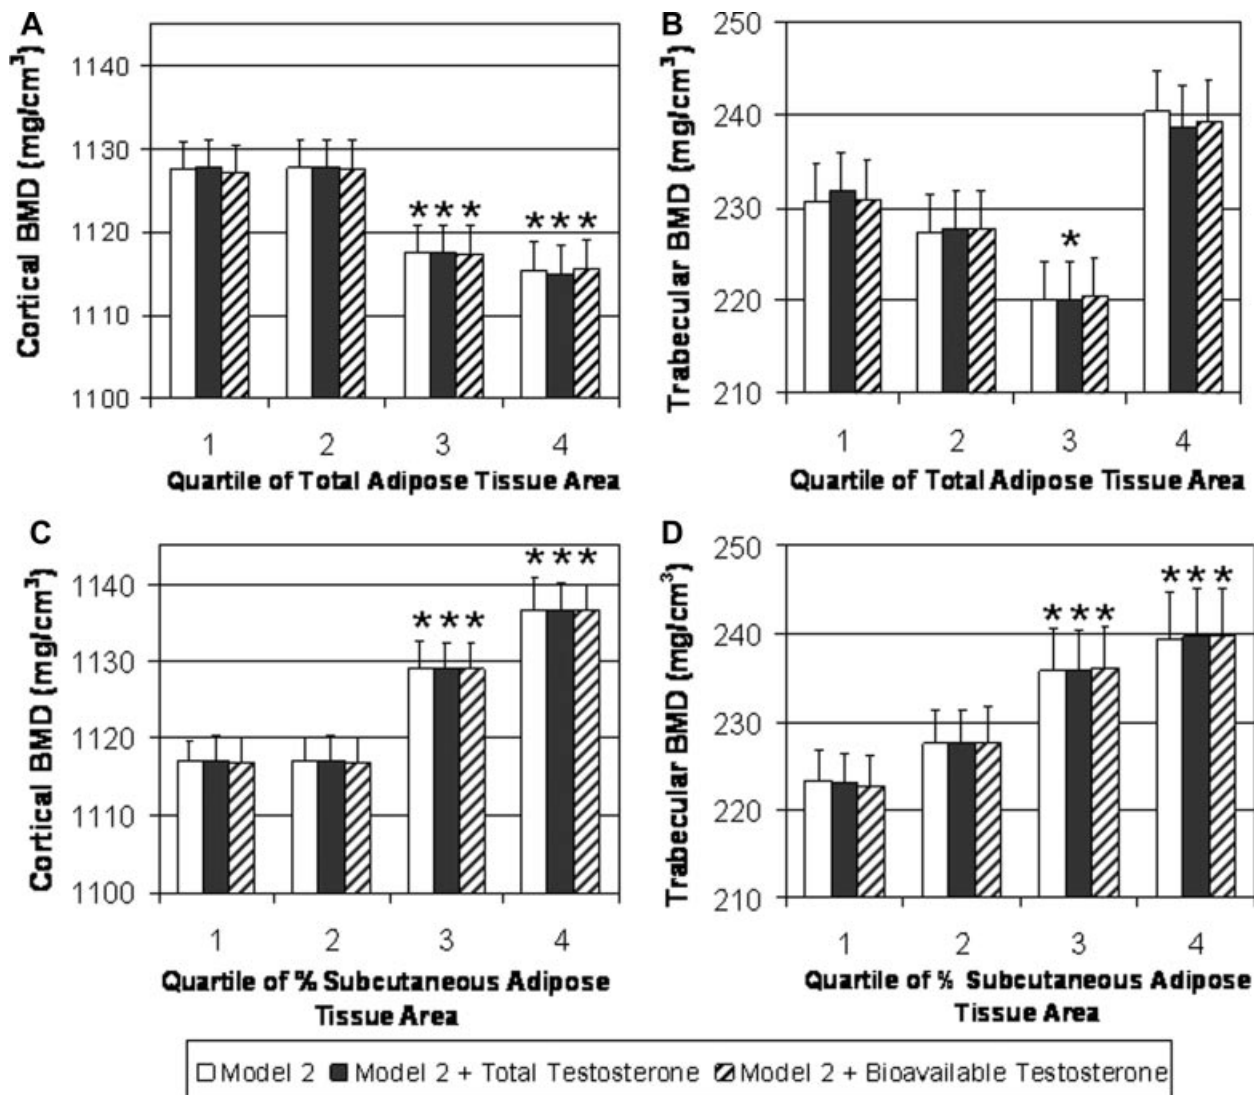 A
Cortical BMD (mg/cm³)
1140
1130
1120
1110
1100
*** ***
1 2 3 4
Quartile of Total Adipose Tissue Area
B
Trabecular BMD (mg/cm³)
250
240
230
220
210
*
1 2 3 4
Quartile of Total Adipose Tissue Area
C
Cortical BMD (mg/cm³)
1140
1130
1120
1110
1100
*** ***
1 2 3 4
Quartile of % Subcutaneous Adipose
Tissue Area
D
Trabecular BMD (mg/cm³)
250
240
230
220
210
*** ***
1 2 3 4
Quartile of % Subcutaneous Adipose
Tissue Area
Model 2 Model 2 + Total Testosterone Model 2 + Bioavailable Testosterone